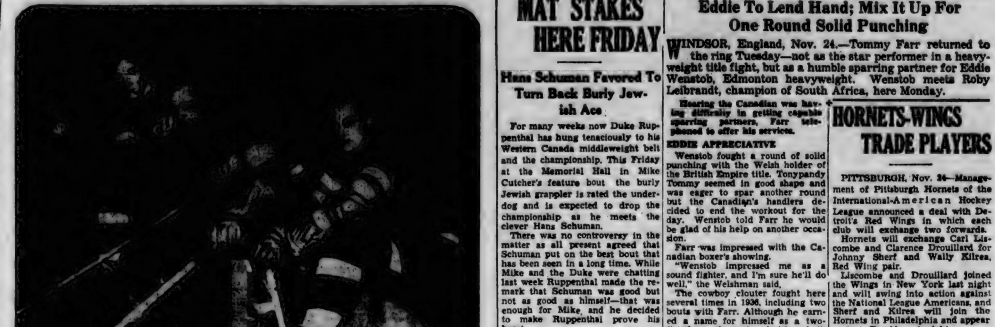 MAT STAKES
HERE FRIDAY
Hans Schuman Favored To
Turn Back Burly Jew-
ish Ace
For many weeks now Duke Rup-
penthal has hung tenaciously to his
Western Canada middleweight belt
and the championship. This Friday
at the Memorial Hall in Mike
Cutcher's feature bout the burly
Jewish grappler is rated the under-
dog and is expected to drop the
championship as he meets the
clever Hans Schuman.
There was no controversy in the
matter as all present agreed that
Schuman put on the best bout that
has been seen in a long time. While
Mike and the Duke were chatting
last week Ruppenthal made the re-
mark that Schuman was good but
not as good as himself—that was
enough for Mike, and he decided
to make Ruppenthal prove his
Eddie To Lend Hand; Mix It Up For
One Round Solid Punching
WINDSOR, England, Nov. 24.—Tommy Farr returned to
the ring Tuesday—not as the star performer in a heavy-
weight title fight, but as a humble sparring partner for Eddie
Wenstob, Edmonton heavyweight. Wenstob meets Roby
Leibrandt, champion of South Africa, here Monday.
Hearing the Canadian was hav-
ing difficulty in getting capable
sparring partners, Farr tele-
phoned to offer his services.
EDDIE APPRECIATIVE
Wenstob fought a round of solid
punching with the Welsh holder of
the British Empire title. Tonypandy
Tommy seemed in good shape and
was eager to spar another round
but the Canadian's handlers de-
cided to end the workout for the
day. Wenstob told Farr he would
be glad of his help on another occa-
sion.
Farr was impressed with the Ca-
nadian boxer's showing.
"Wenstob impressed me as a
sound fighter, and I'm sure he'll do
well," the Welshman said.
The cowboy clouter fought here
several times in 1936, including two
bouts with Farr. Although he earn-
ed a name for himself as a two-
HORNETS-WINGS
TRADE PLAYERS
PITTSBURGH, Nov. 24—Manage-
ment of Pittsburgh Hornets of the
International-American Hockey
League announced a deal with De-
troit's Red Wings in which each
club will exchange two forwards.
Hornets will exchange Carl Lis-
combe and Clarence Drouillard for
Johnny Sherf and Wally Kilrea,
Red Wing pair.
Liscombe and Drouillard joined
the Wings in New York last night
and will swing into action against
the National League Americans, and
Sherf and Kilrea will join the
Hornets in Philadelphia and appear